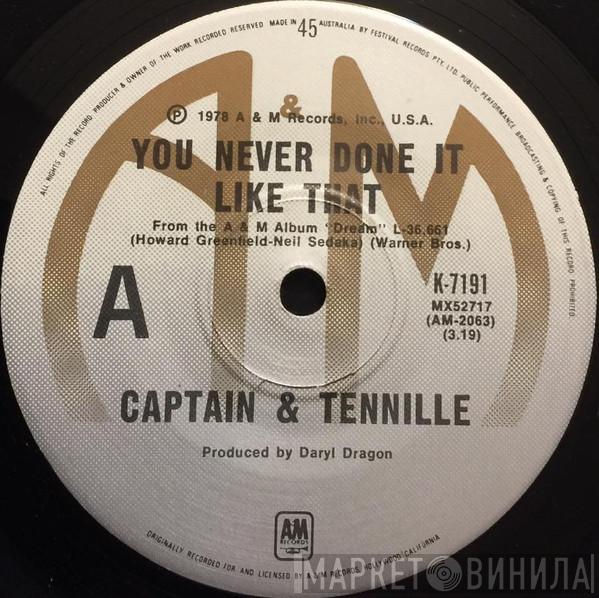 ALL RIGHTS OF THE RECORD PRODUCER & OWNER OF THE WORK RECORDED RESERVED MADE IN 45 AUSTRALIA BY FESTIVAL RECORDS PTY. LTD. PUBLIC PERFORMANCE BROADCASTING & COPYING OF THIS RECORD PROHIBITED.
A & M
Ⓟ 1978 A & M Records, Inc., U.S.A.
YOU NEVER DONE IT
LIKE THAT
From the A & M Album "Dream" L-36,661
(Howard Greenfield-Neil Sedaka) (Warner Bros.)
A
K-7191
MX52717
(AM-2063)
(3.19)
CAPTAIN & TENNILLE
Produced by Daryl Dragon
A&M
RECORDS
ORIGINALLY RECORDED FOR AND LICENSED BY A & M RECORDS, HOLLYWOOD, CALIFORNIA
МАРКЕТ ВИНИЛА